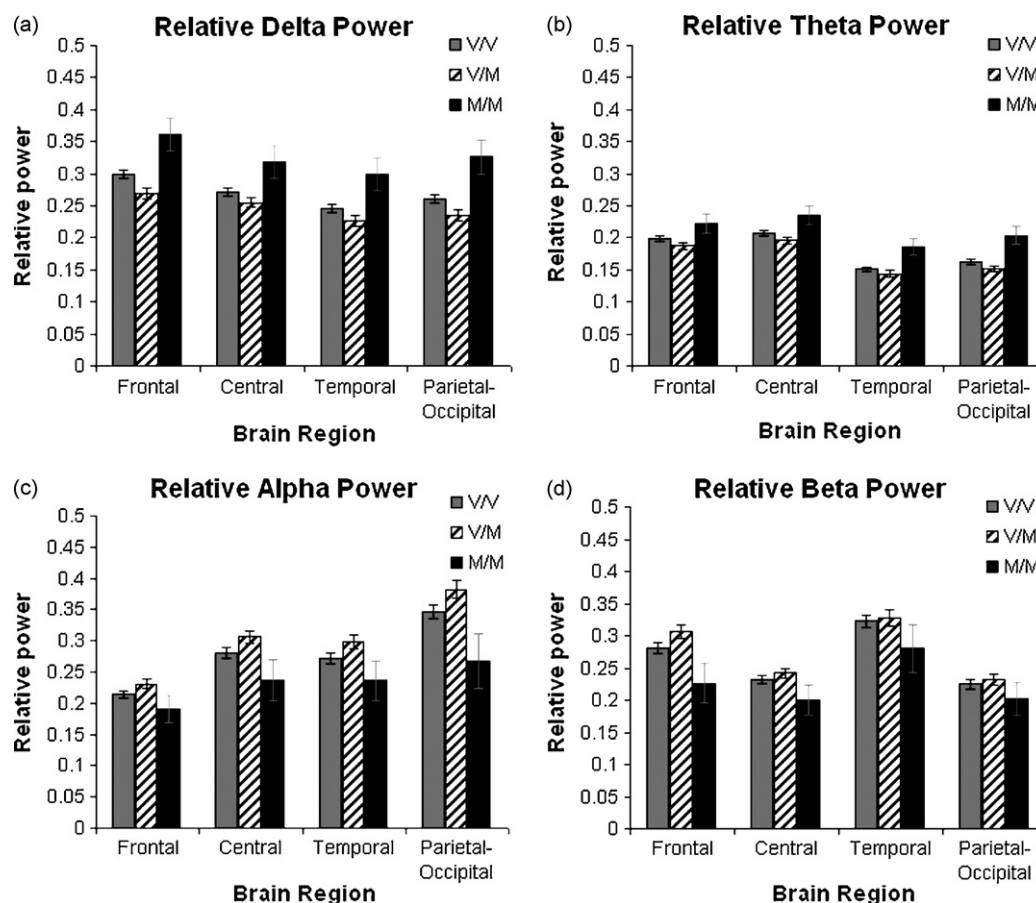 (a)
Relative Delta Power
0.5
0.45
0.4
0.35
0.3
0.25
0.2
0.15
0.1
0.05
0
Relative power
V/V
V/M
M/M
Frontal
Central
Temporal
Parietal-
Occipital
Brain Region
(b)
Relative Theta Power
0.5
0.45
0.4
0.35
0.3
0.25
0.2
0.15
0.1
0.05
0
Relative power
V/V
V/M
M/M
Frontal
Central
Temporal
Parietal-
Occipital
Brain Region
(c)
Relative Alpha Power
0.5
0.45
0.4
0.35
0.3
0.25
0.2
0.15
0.1
0.05
0
Relative power
V/V
V/M
M/M
Frontal
Central
Temporal
Parietal-
Occipital
Brain Region
(d)
Relative Beta Power
0.5
0.45
0.4
0.35
0.3
0.25
0.2
0.15
0.1
0.05
0
Relative power
V/V
V/M
M/M
Frontal
Central
Temporal
Parietal-
Occipital
Brain Region